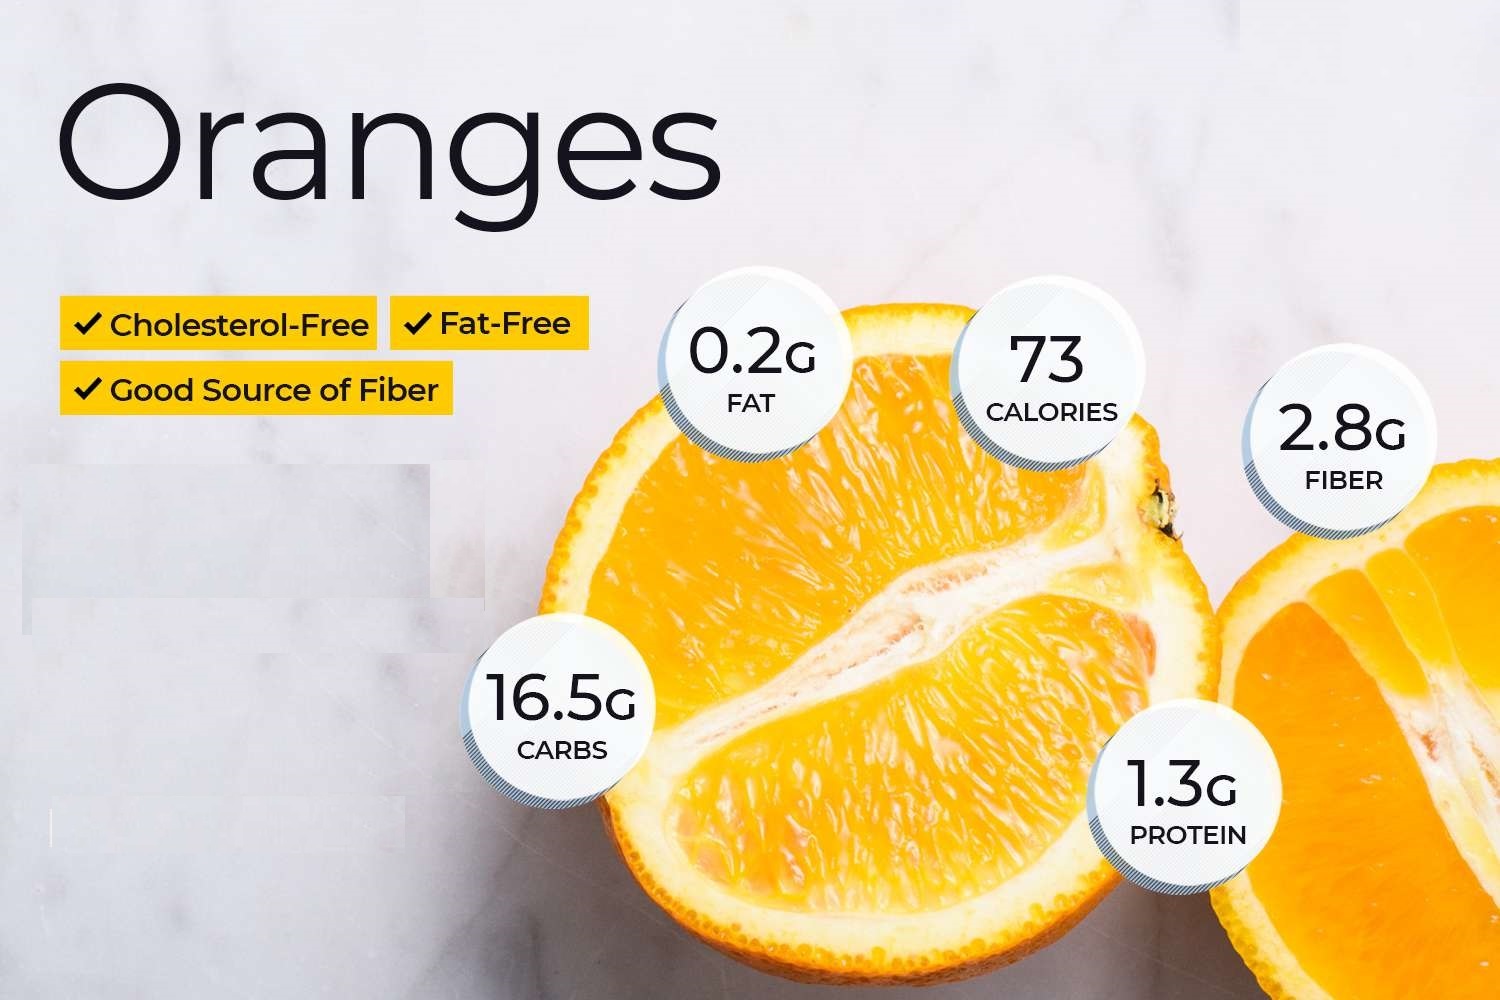 Oranges
✓ Cholesterol-Free
✓ Fat-Free
✓ Good Source of Fiber
0.2G
FAT
73
CALORIES
2.8G
FIBER
16.5G
CARBS
1.3G
PROTEIN